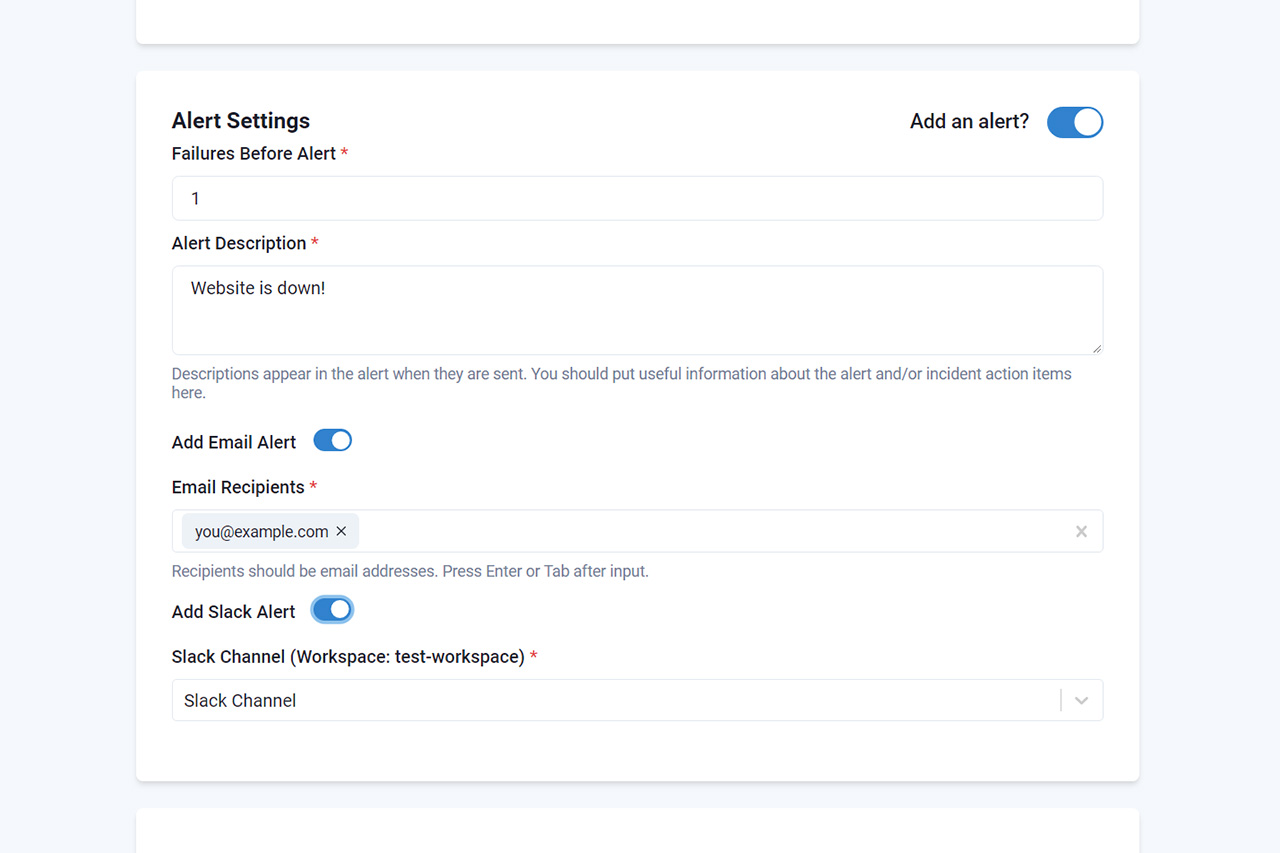 Alert Settings
Add an alert?
Failures Before Alert *
1
Alert Description *
Website is down!
Descriptions appear in the alert when they are sent. You should put useful information about the alert and/or incident action items
here.
Add Email Alert
Email Recipients *
you@example.com
Recipients should be email addresses. Press Enter or Tab after input.
Add Slack Alert
Slack Channel (Workspace: test-workspace) *
Slack Channel